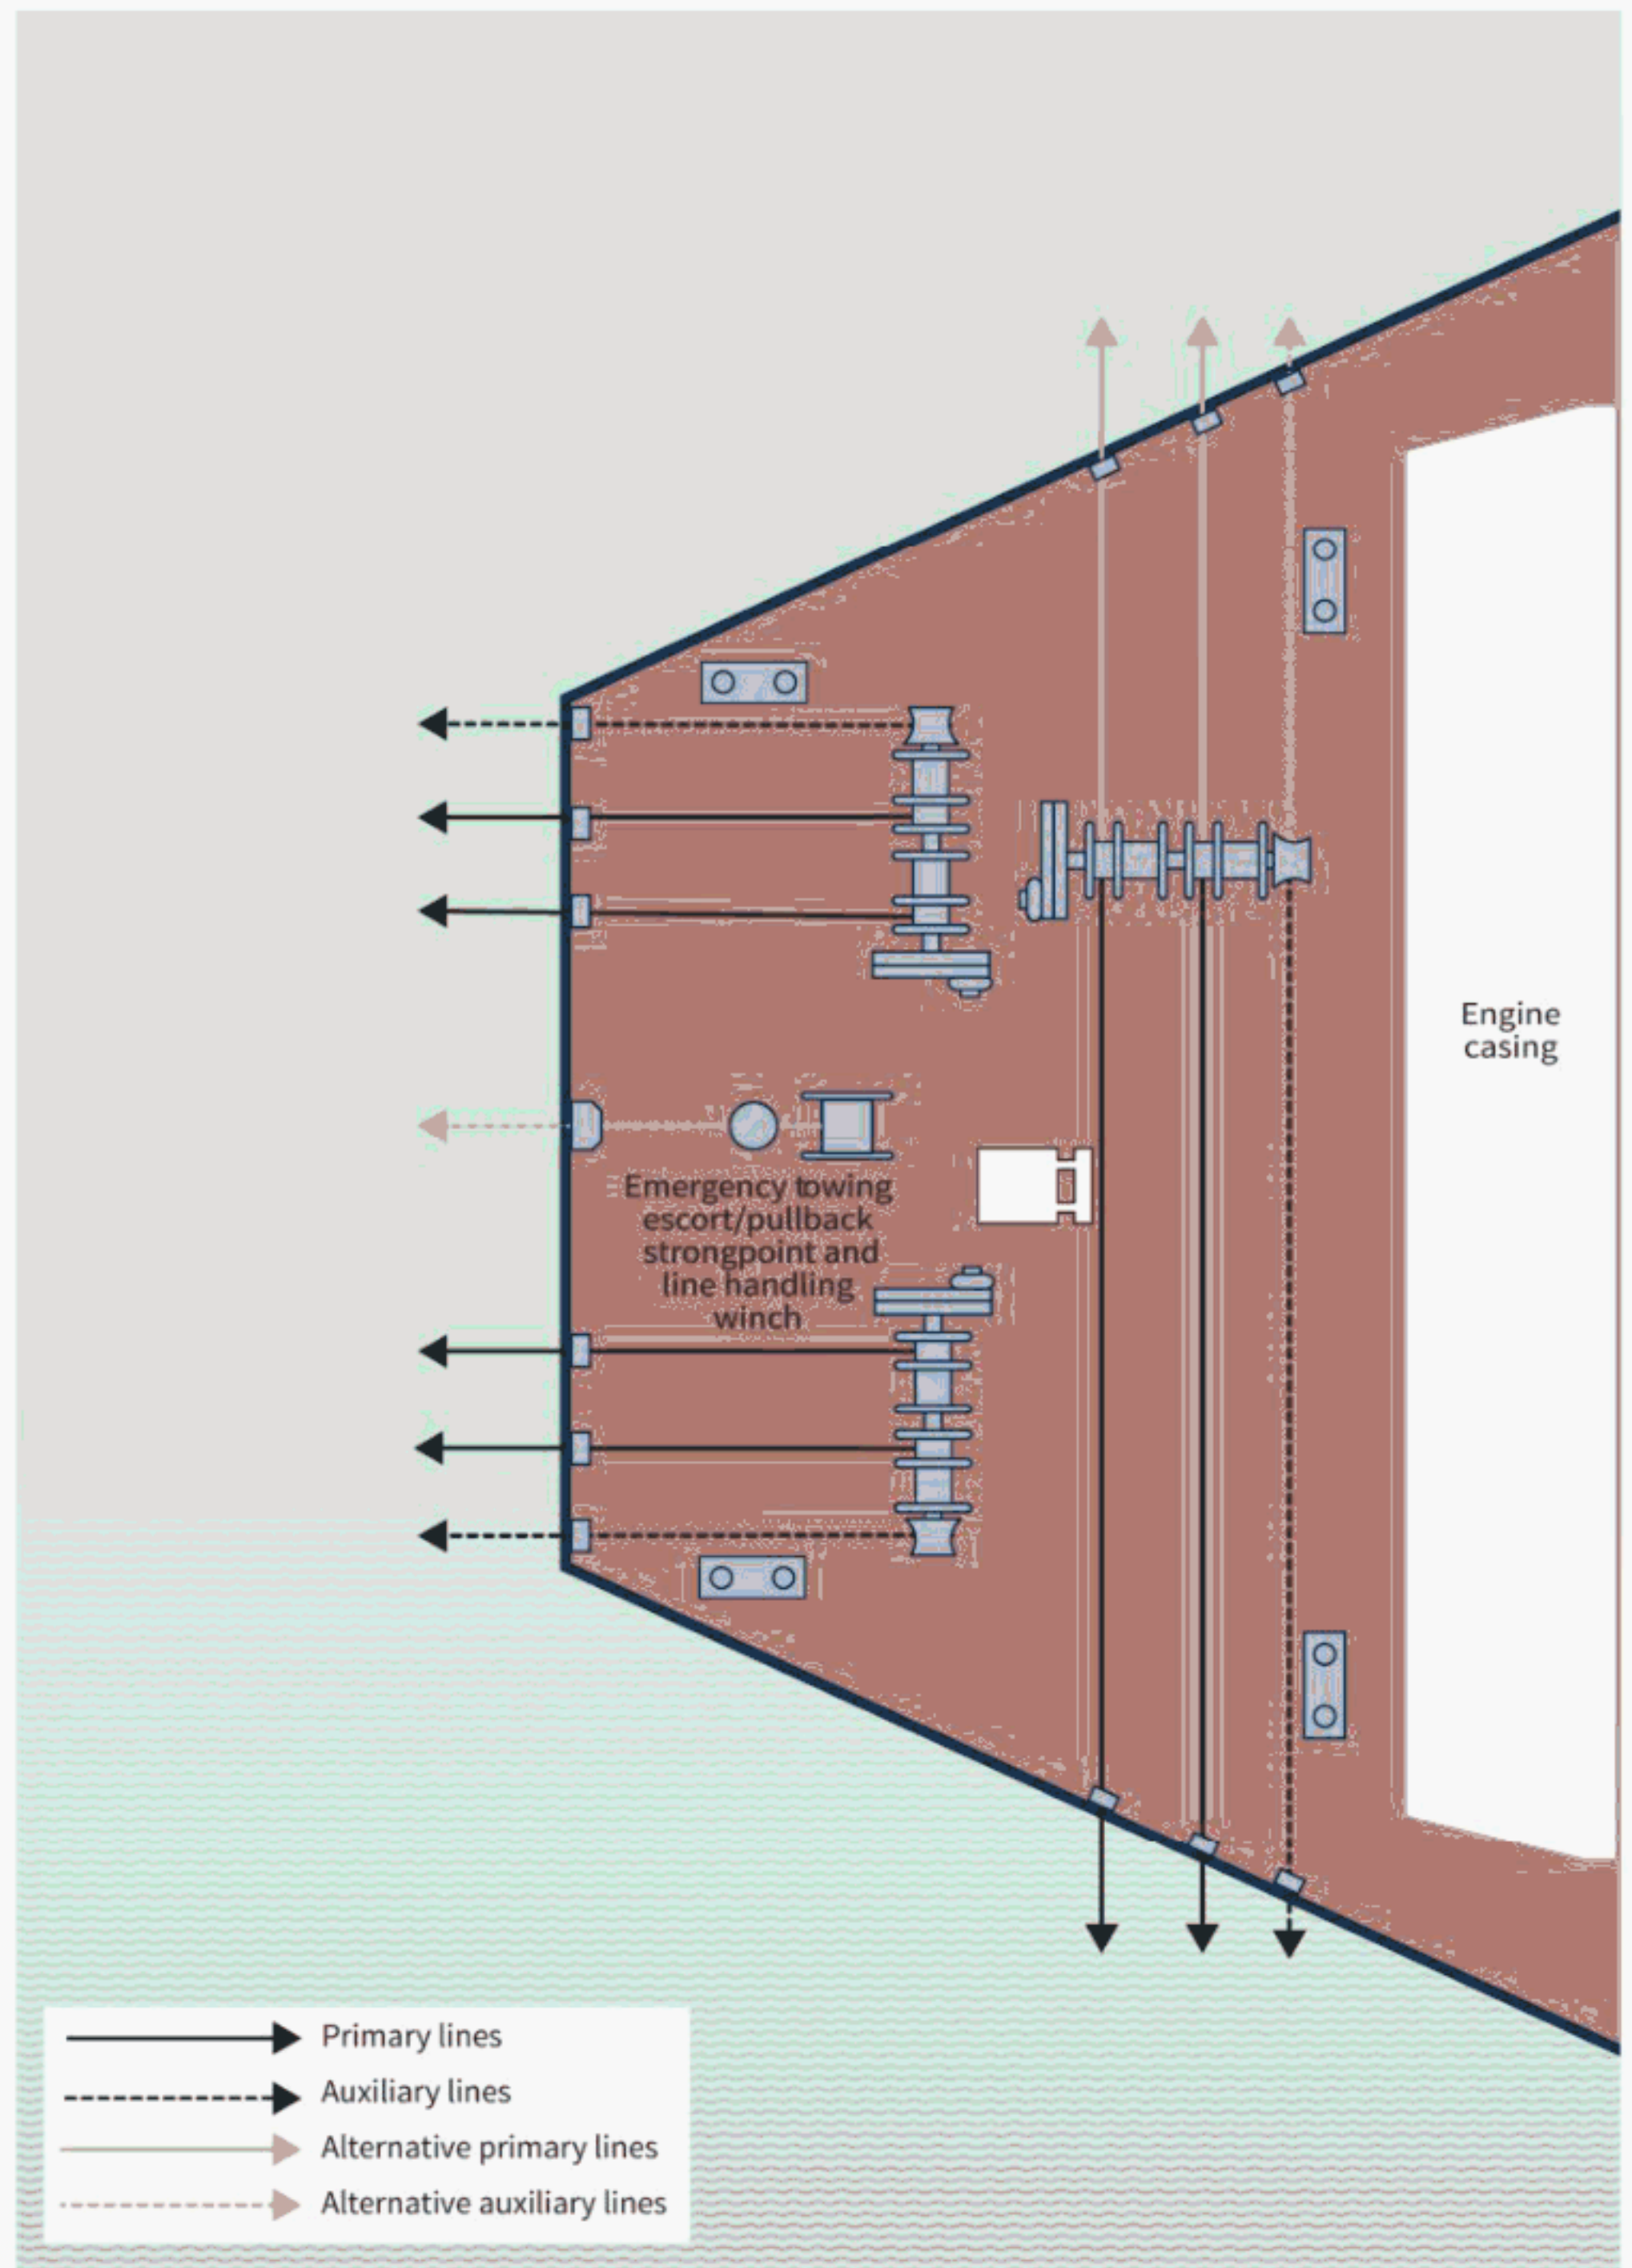 Engine
casing
Emergency towing
escort/pullback
strongpoint and
line handling
winch
Primary lines
Auxiliary lines
Alternative primary lines
Alternative auxiliary lines